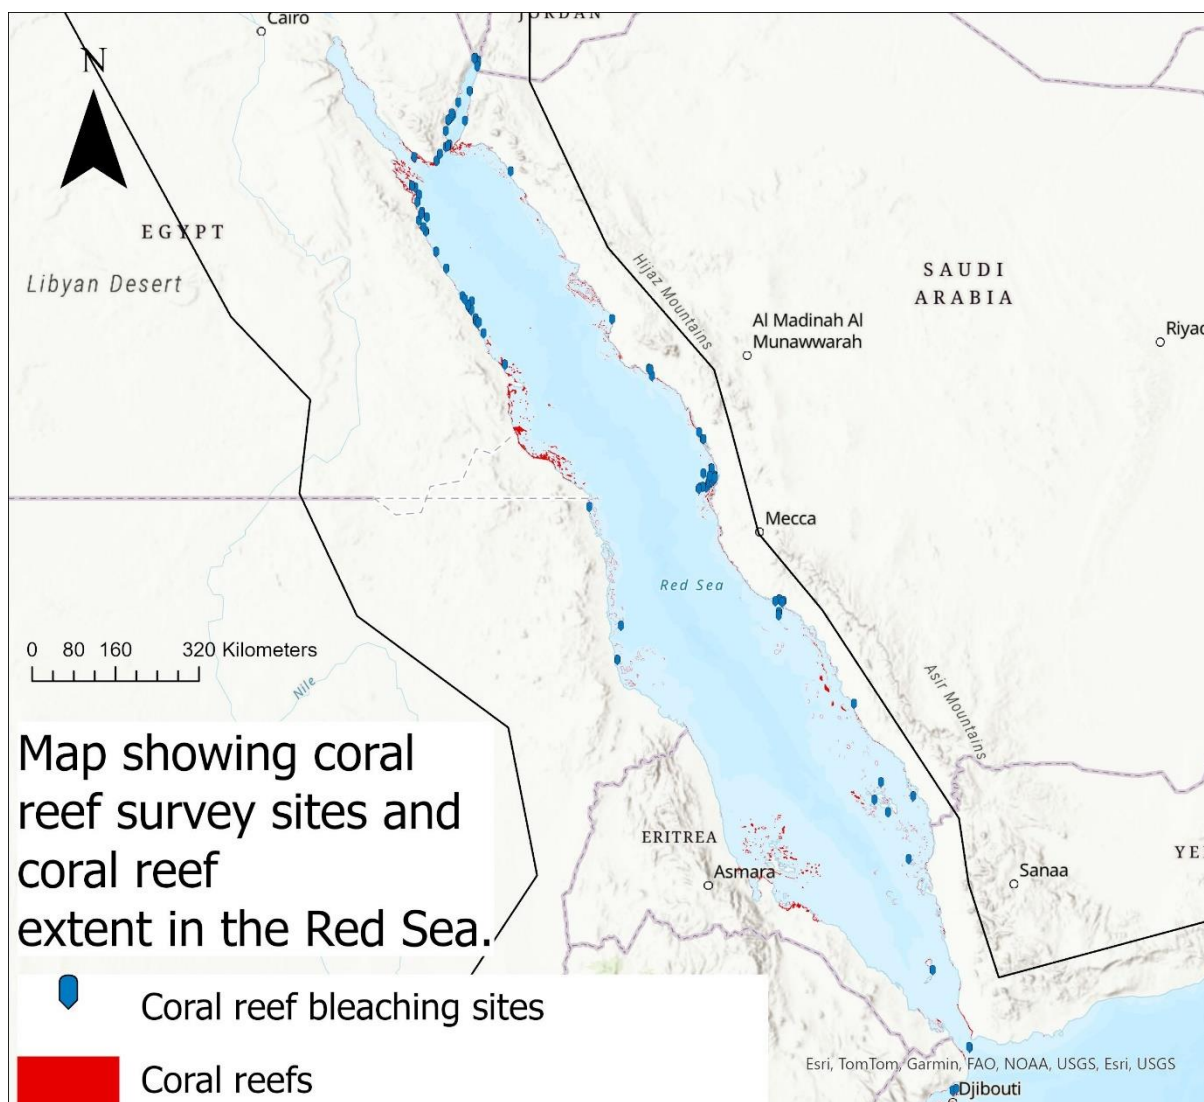 Cairo
JORDAN
N
EGYPT
Libyan Desert
Hijaz Mountains
SAUDI
ARABIA
Al Madinah Al
Munawwarah
Mecca
Red Sea
0 80 160 320 Kilometers
Nile
Asir Mountains
Map showing coral
reef survey sites and
coral reef
extent in the Red Sea.
ERITREA
Asmara
Sanaa
Coral reef bleaching sites
Esri, TomTom, Garmin, FAO, NOAA, USGS, Esri, USGS
Coral reefs
Djibouti